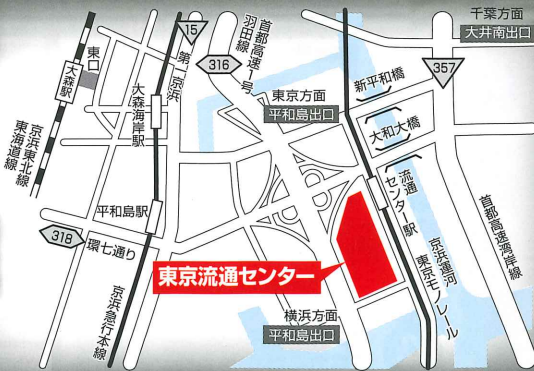 千葉方面
大井南出口
15
357
316
首都高速1号
羽田線
第一京浜
東口
大森駅
大森海岸駅
東京方面
平和島出口
新平和橋
大和大橋
流通
センター駅
京浜東北線
東海道線
平和島駅
318
環七通り
東京流通センター
首都高速湾岸線
京浜運河
東京モノレール
京浜急行本線
横浜方面
平和島出口